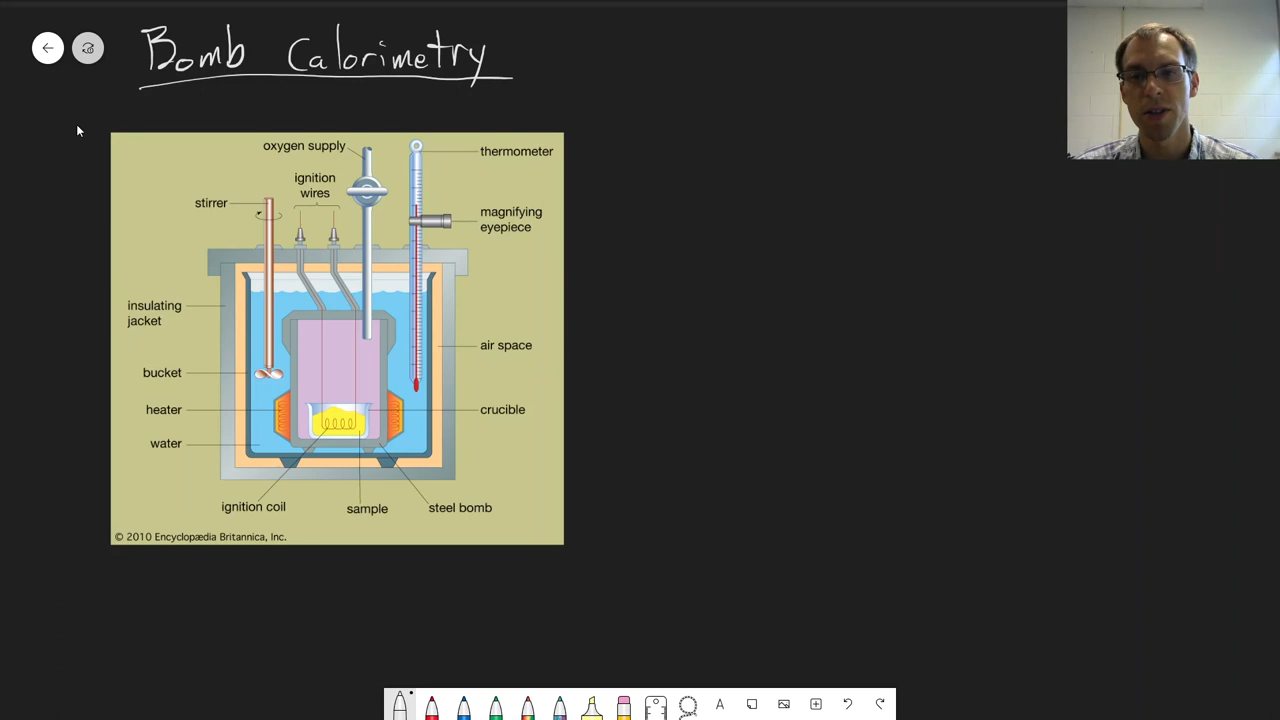 Bomb Calorimetry
oxygen supply
thermometer
ignition
wires
stirrer
magnifying
eyepiece
insulating
jacket
air space
bucket
heater
crucible
water
ignition coil
sample
steel bomb
© 2010 Encyclopædia Britannica, Inc.
A